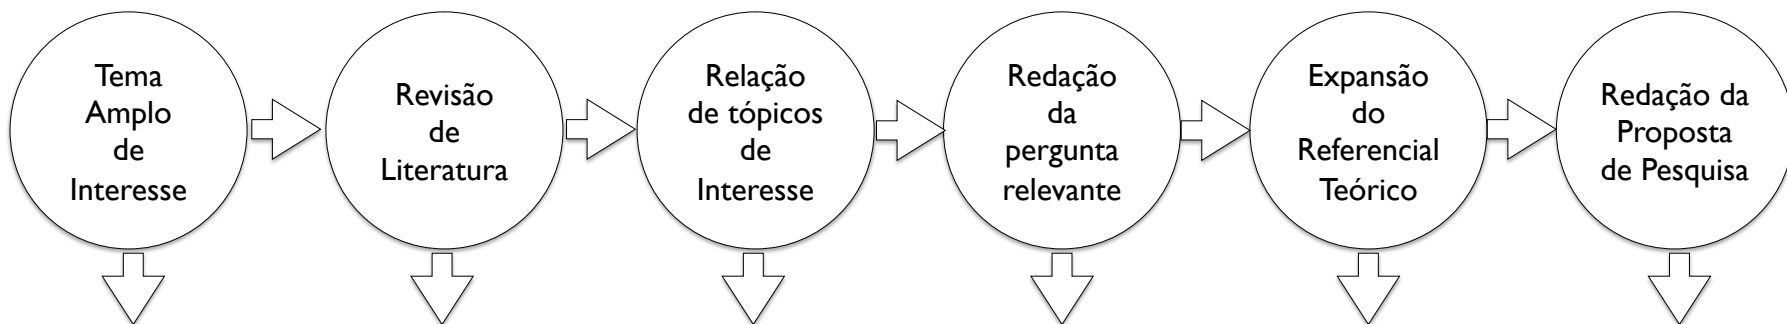 Tema
Amplo
de
Interesse
Revisão
de
Literatura
Relação
de tópicos
de
Interesse
Redação
da
pergunta
relevante
Expansão
do
Referencial
Teórico
Redação da
Proposta
de Pesquisa